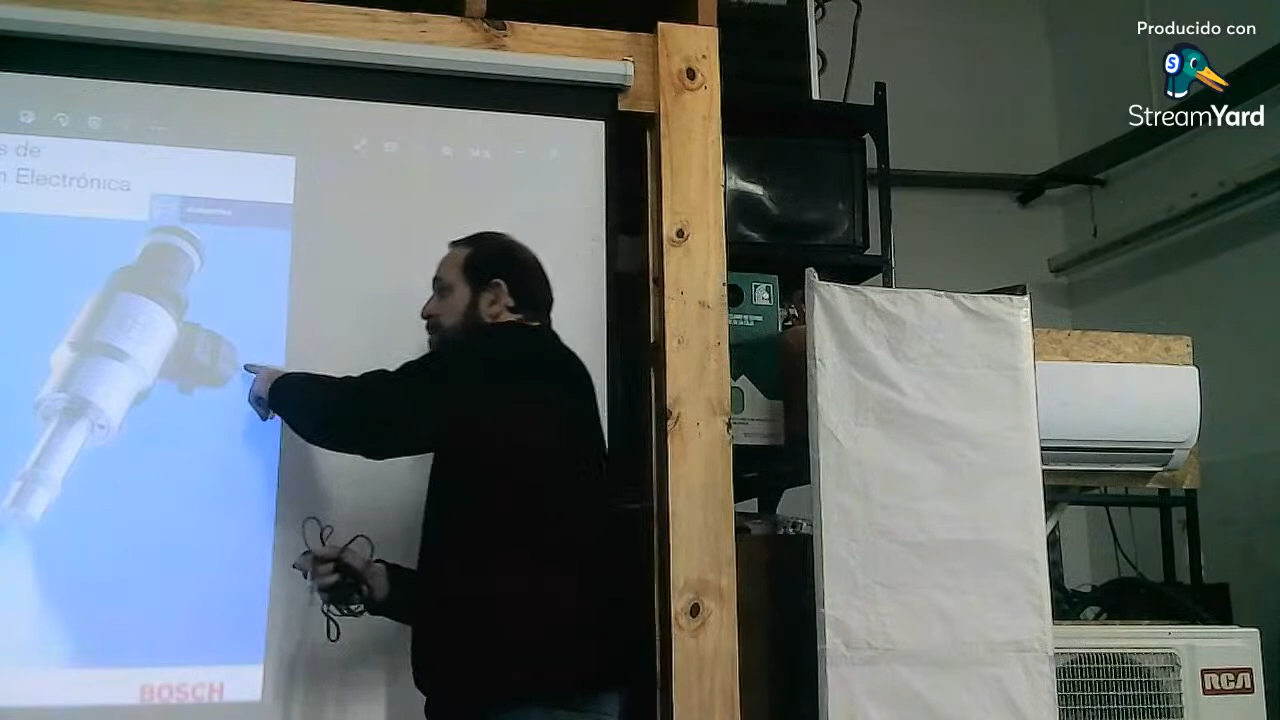 Producido con
StreamYard
s de
n Electrónica
BOSCH
RCA